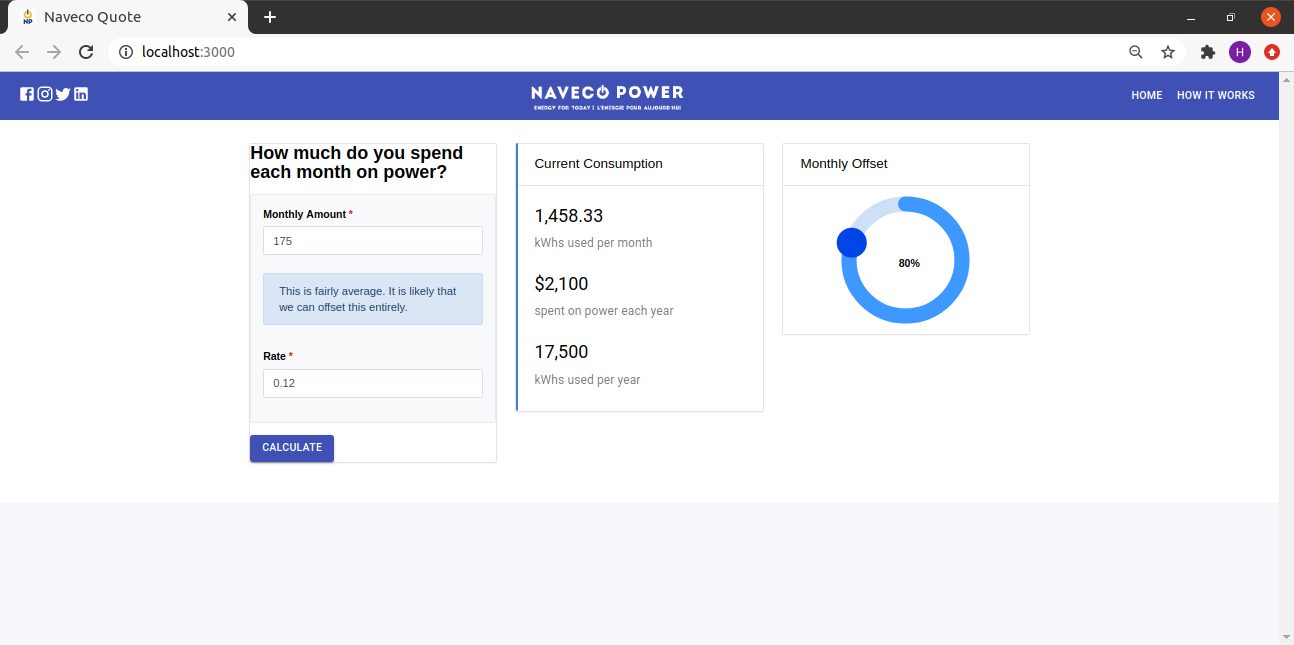 NP
Naveco Quote
localhost:3000
H
NAVECO POWER
ENERGY FOR TODAY | L'ENERGIE POUR AUJOURD'HUI
HOME HOW IT WORKS
How much do you spend
each month on power?
Monthly Amount *
175
This is fairly average. It is likely that
we can offset this entirely.
Rate *
0.12
CALCULATE
Current Consumption
1,458.33
kWhs used per month
$2,100
spent on power each year
17,500
kWhs used per year
Monthly Offset
80%